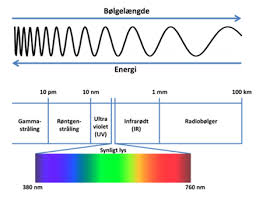 Bølgelængde
Energi
10 pm 10 nm 1 mm 100 km
Gamma-
stråling
Røntgen-
stråling
Ultra
violet
(UV)
Infrarødt
(IR)
Radiobølger
Synligt lys
380 nm 760 nm